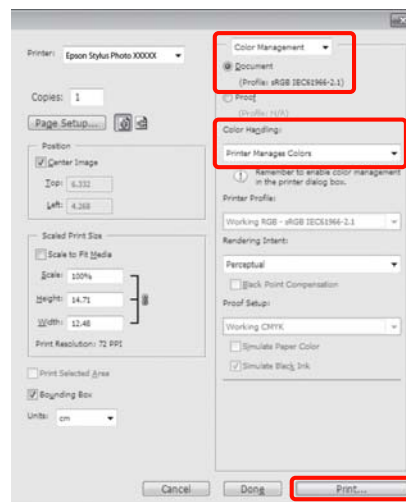 Printer: Epson Stylus Photo XXXXX
Copies: 1
Page Setup...
Position
Center Image
Top: 6.332
Left: 4.268
Scaled Print Size
Scale to Fit Media
Scale: 100%
Height: 14.71
Width: 12.48
Print Resolution: 72 PPI
Print Selected Area
Bounding Box
Units: cm
Color Management
Document
(Profile: sRGB IEC61966-2.1)
Proof
(Profile: N/A)
Color Handling:
Printer Manages Colors
Remember to enable color management
in the printer dialog box.
Printer Profile:
Working RGB - sRGB IEC61966-2.1
Rendering Intent:
Perceptual
Black Point Compensation
Proof Setup:
Working CMYK
Simulate Paper Color
Simulate Black Ink
Cancel
Done
Print...